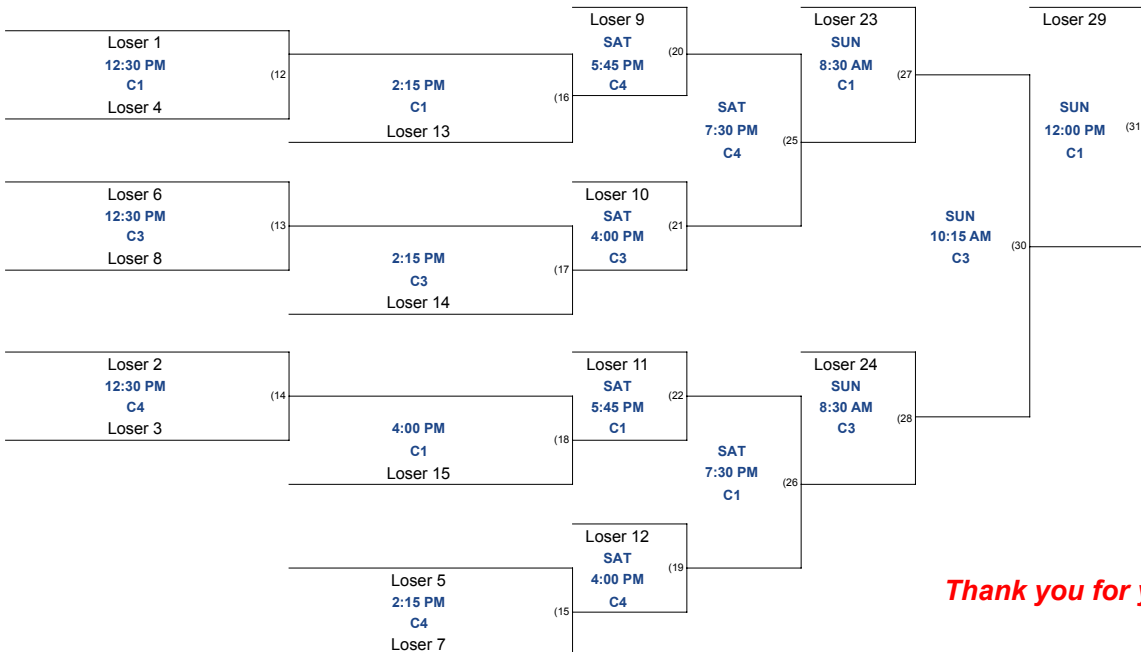 Loser 9
Loser 23
Loser 29
Loser 1
SAT
SUN
12:30 PM
5:45 PM
(20
8:30 AM
C1
(12
2:15 PM
C4
C1
(27
Loser 4
C1
(16
SAT
SUN
Loser 13
7:30 PM
(25
12:00 PM
(31
C4
C1
Loser 6
Loser 10
12:30 PM
SAT
SUN
C3
(13
4:00 PM
(21
10:15 AM
(30
Loser 8
2:15 PM
(17
C3
C3
C3
Loser 14
Loser 2
Loser 11
Loser 24
12:30 PM
SAT
SUN
C4
(14
5:45 PM
(22
8:30 AM
Loser 3
4:00 PM
C1
C3
(28
C1
(18
SAT
Loser 15
7:30 PM
(26
C1
Loser 12
SAT
Loser 5
4:00 PM
(19
2:15 PM
(15
C4
Thank you for y
C4
Loser 7